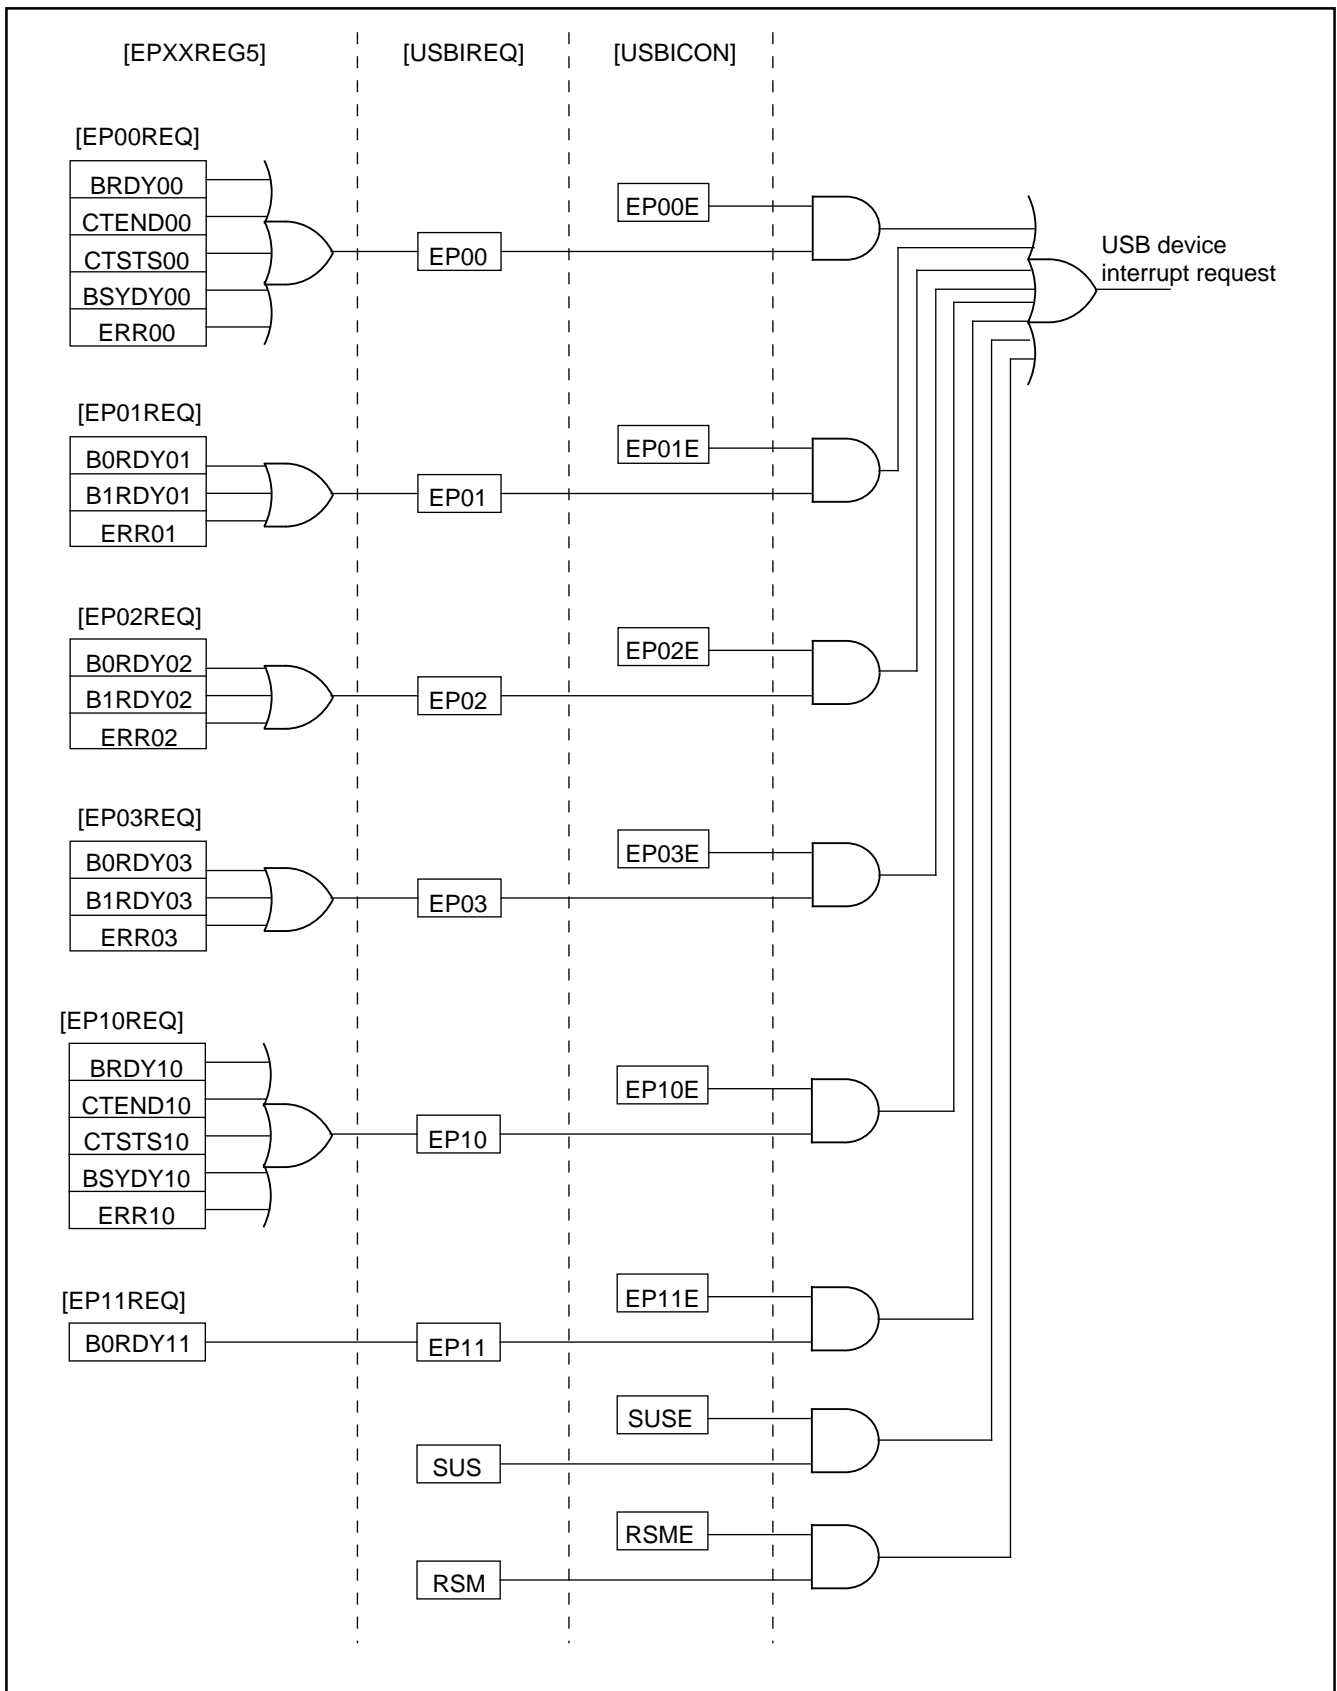 [EPXXREG5] [USBIREQ] [USBICON]
[EP00REQ]
BRDY00
CTEND00
CTSTS00
BSYDY00
ERR00
EP00
EP00E
USB device
interrupt request
[EP01REQ]
B0RDY01
B1RDY01
ERR01
EP01
EP01E
[EP02REQ]
B0RDY02
B1RDY02
ERR02
EP02
EP02E
[EP03REQ]
B0RDY03
B1RDY03
ERR03
EP03
EP03E
[EP10REQ]
BRDY10
CTEND10
CTSTS10
BSYDY10
ERR10
EP10
EP10E
[EP11REQ]
B0RDY11
EP11
EP11E
SUSE
SUS
RSME
RSM